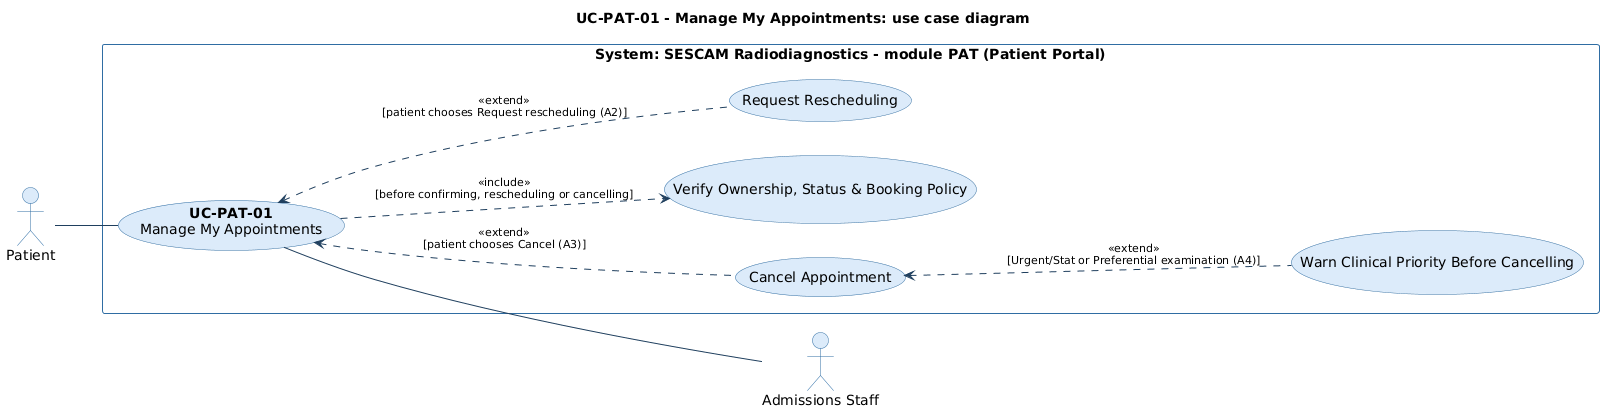 UC-PAT-01 - Manage My Appointments: use case diagram
System: SESCAM Radiodiagnostics - module PAT (Patient Portal)
Request Rescheduling
«extend»
[patient chooses Request rescheduling (A2)]
Verify Ownership, Status & Booking Policy
«include»
[before confirming, rescheduling or cancelling]
UC-PAT-01
Manage My Appointments
Patient
«extend»
[patient chooses Cancel (A3)]
Cancel Appointment
«extend»
[Urgent/Stat or Preferential examination (A4)]
Warn Clinical Priority Before Cancelling
Admissions Staff